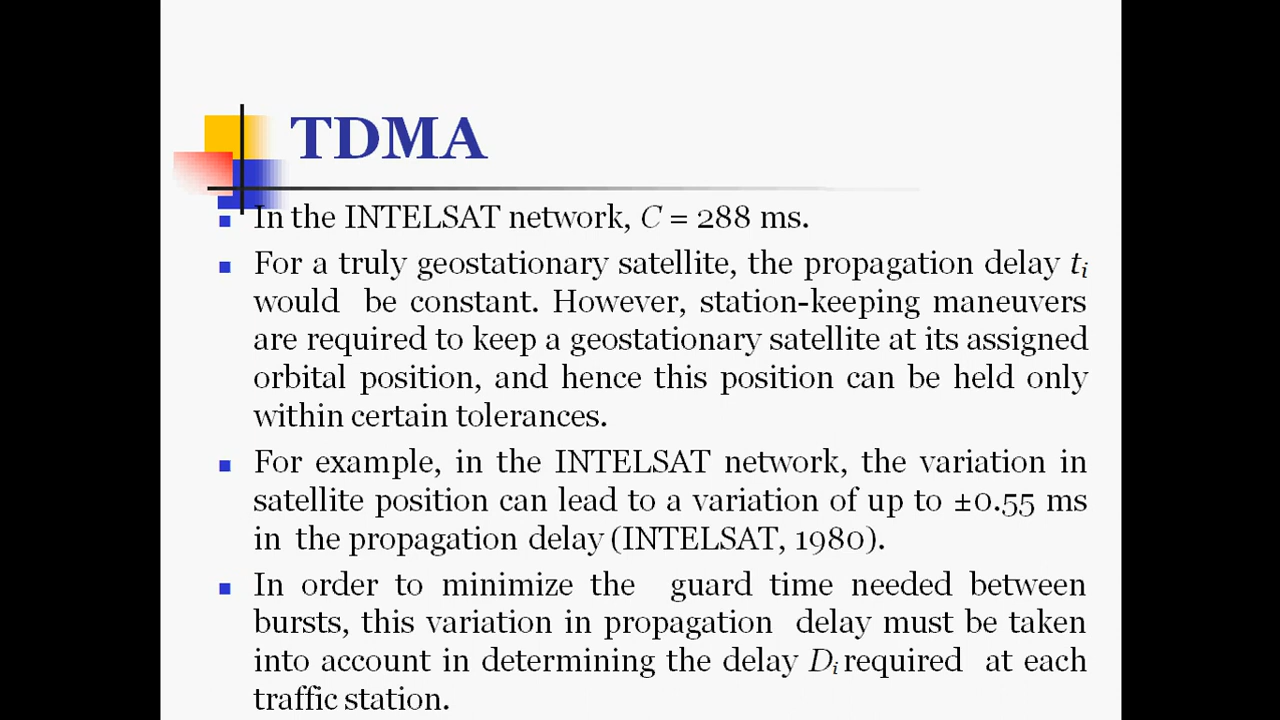 TDMA
In the INTELSAT network, C = 288 ms.
For a truly geostationary satellite, the propagation delay ti
would be constant. However, station-keeping maneuvers
are required to keep a geostationary satellite at its assigned
orbital position, and hence this position can be held only
within certain tolerances.
For example, in the INTELSAT network, the variation in
satellite position can lead to a variation of up to ±0.55 ms
in the propagation delay (INTELSAT, 1980).
In order to minimize the guard time needed between
bursts, this variation in propagation delay must be taken
into account in determining the delay Di required at each
traffic station.